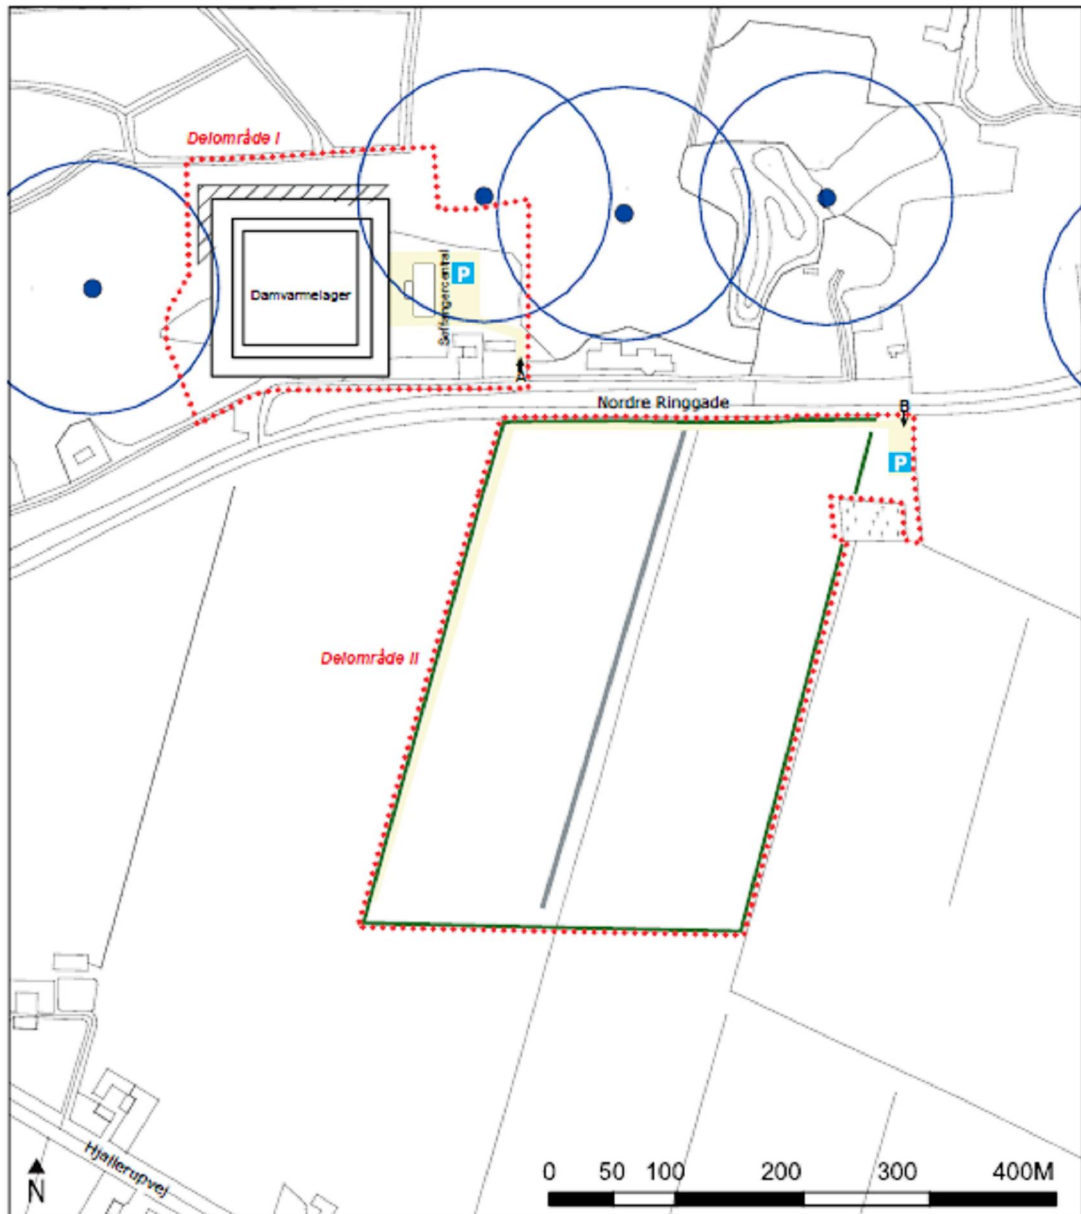 Delområde I
Damvarmelager
P
Solfangercentral
A
Nordre Ringgade
B
P
Delområde II
Hjallerupvej
N
0 50 100 200 300 400M